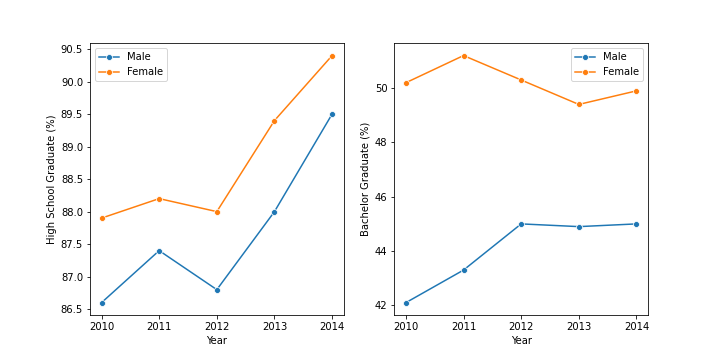 90.5
90.0
89.5
89.0
88.5
88.0
87.5
87.0
86.5
High School Graduate (%)
Male
Female
2010 2011 2012 2013 2014
Year
50
48
46
44
42
Bachelor Graduate (%)
Male
Female
2010 2011 2012 2013 2014
Year